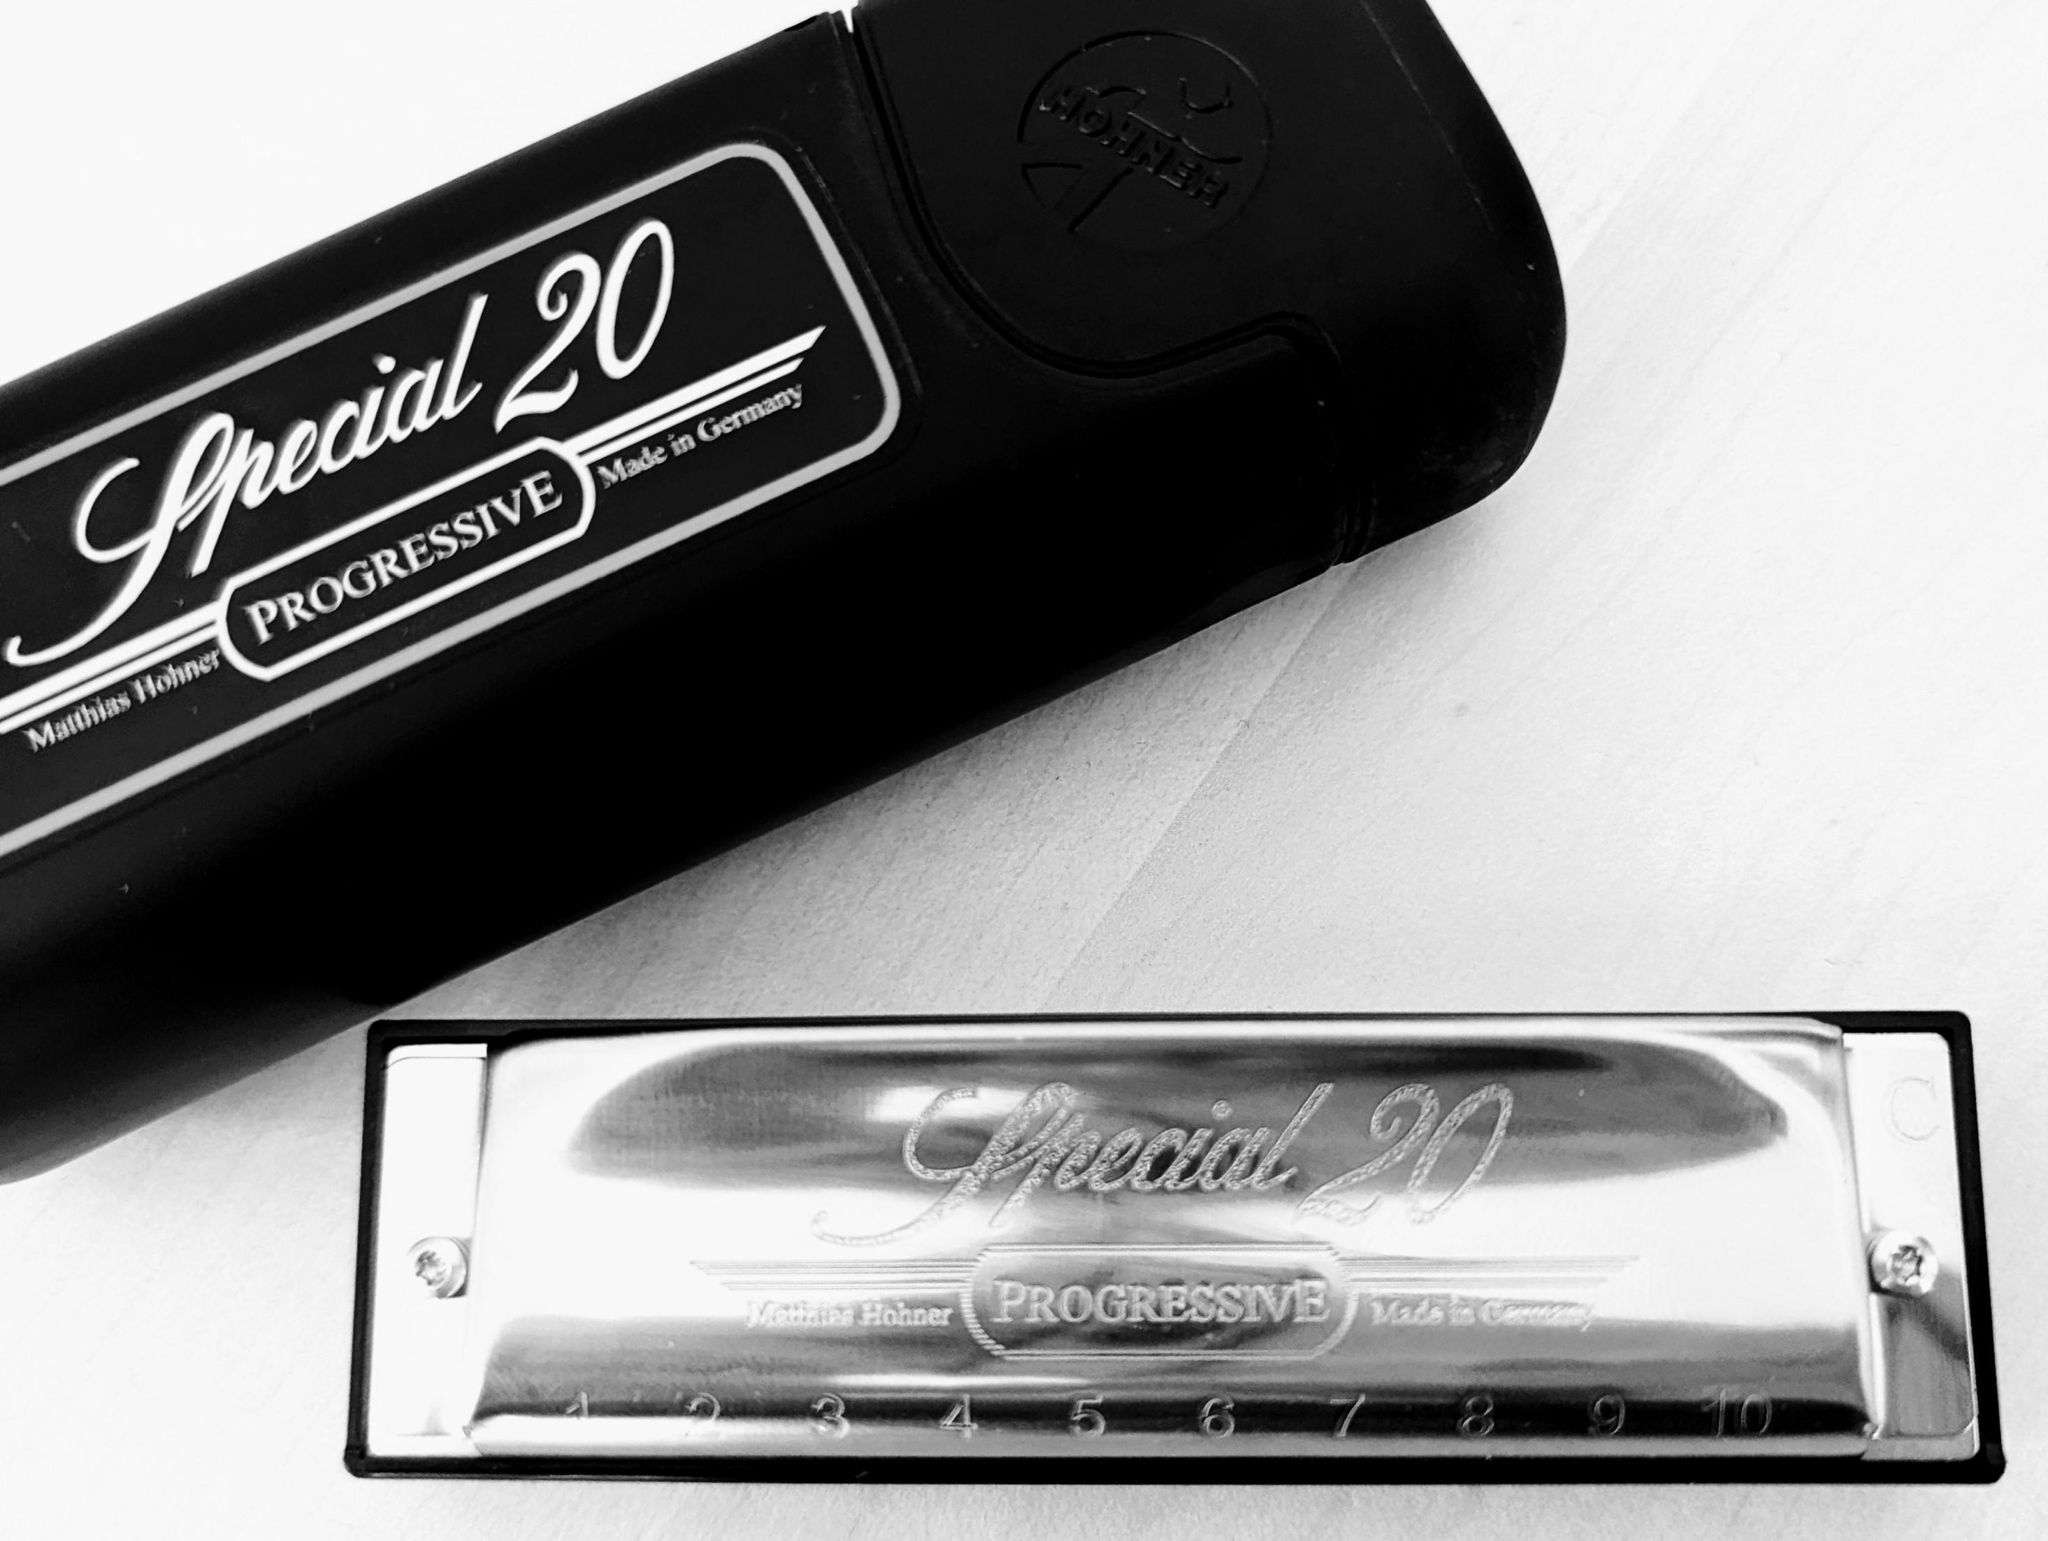 HOHNER
Special 20
PROGRESSIVE
Matthias Hohner
Made in Germany
C
Special 20
PROGRESSIVE
Matthias Hohner
Made in Germany
1 2 3 4 5 6 7 8 9 10